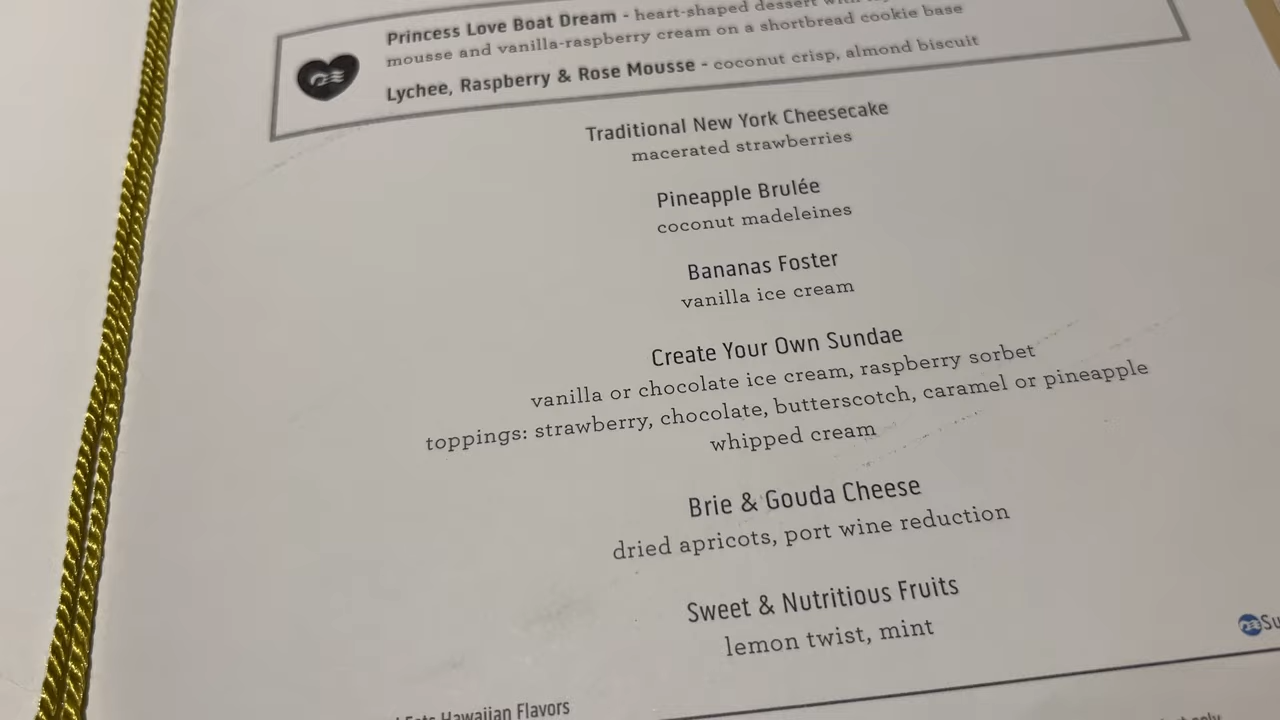 Princess Love Boat Dream - heart-shaped dessert with
mousse and vanilla-raspberry cream on a shortbread cookie base
Lychee, Raspberry & Rose Mousse - coconut crisp, almond biscuit
Traditional New York Cheesecake
macerated strawberries
Pineapple Brulée
coconut madeleines
Bananas Foster
vanilla ice cream
Create Your Own Sundae
vanilla or chocolate ice cream, raspberry sorbet
toppings: strawberry, chocolate, butterscotch, caramel or pineapple
whipped cream
Brie & Gouda Cheese
dried apricots, port wine reduction
Sweet & Nutritious Fruits
lemon twist, mint
Su
Hawaiian Flavors
only